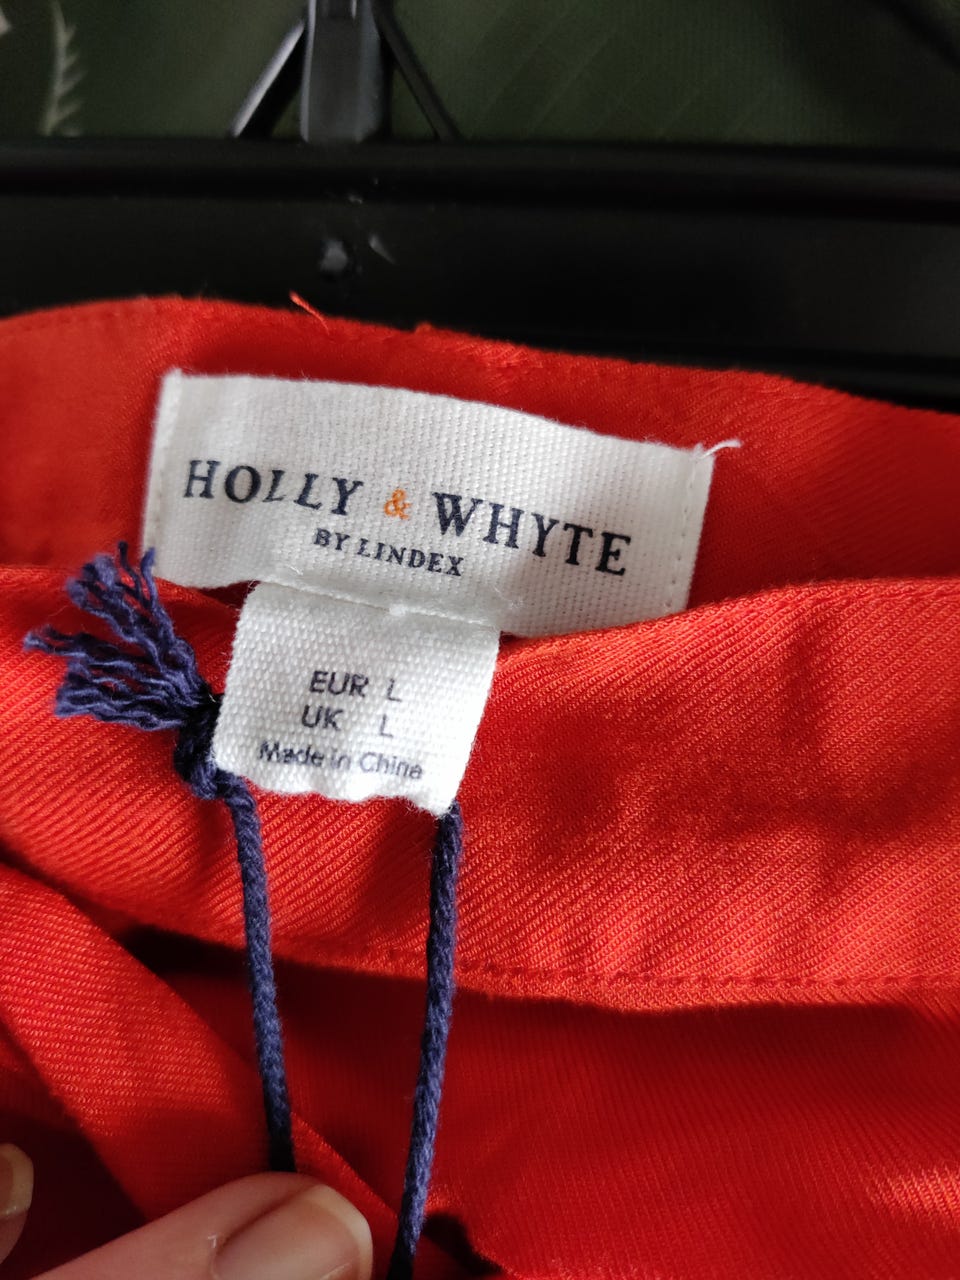 HOLLY & WHYTE
BY LINDEX
EUR L
UK L
Made in China